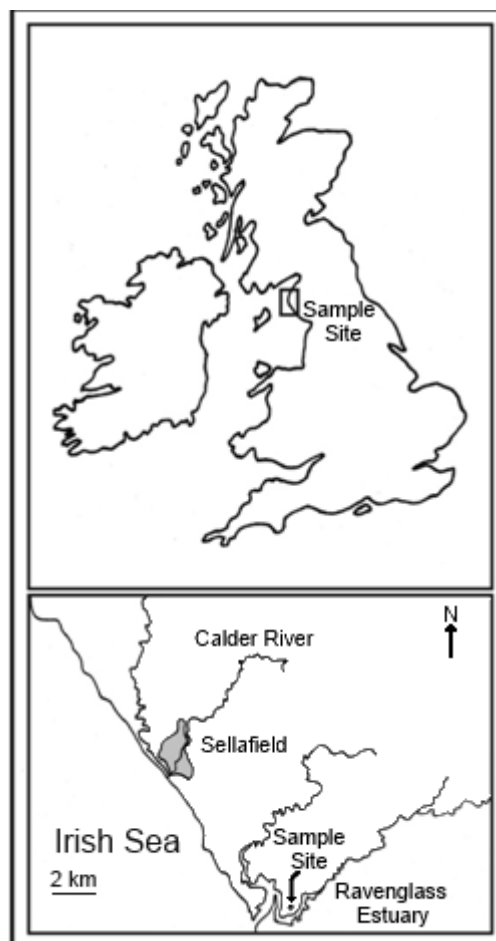 Sample
Site
N
Calder River
Sellafield
Irish Sea
2 km
Sample
Site
Ravenglass
Estuary